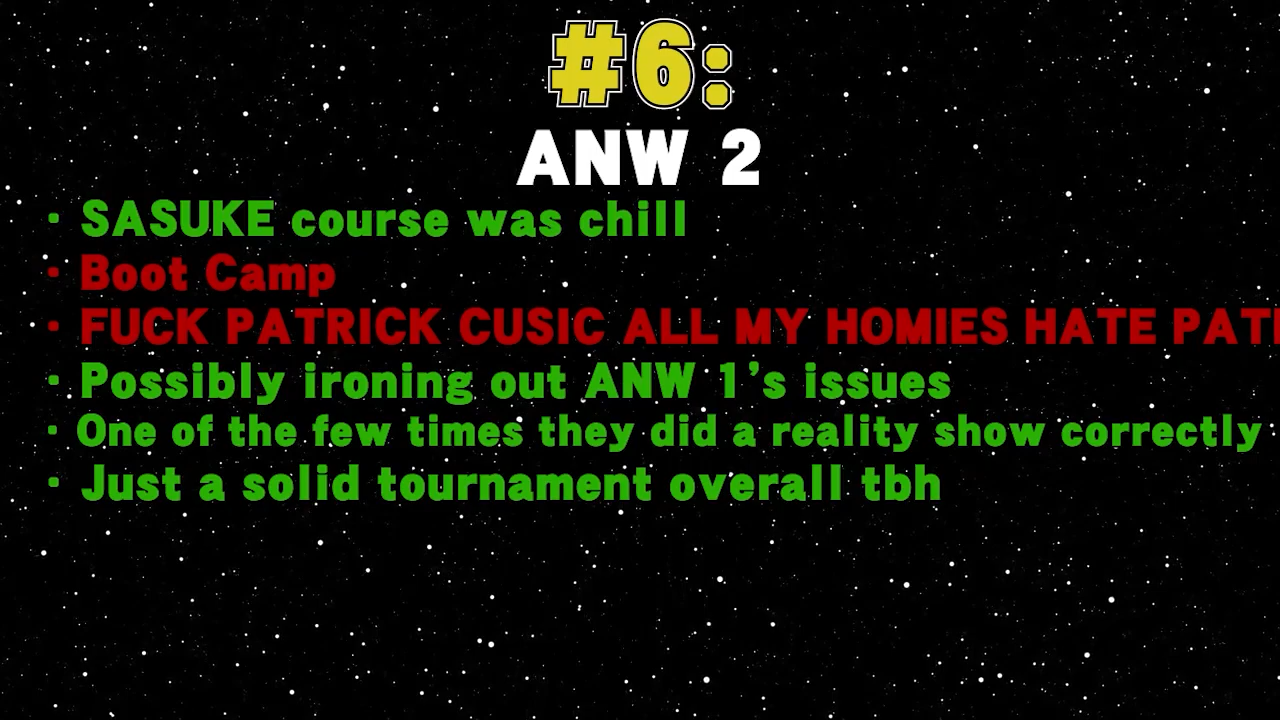 #6:
ANW 2
· SASUKE course was chill
· Boot Camp
· FUCK PATRICK CUSIC ALL MY HOMIES HATE PAT
· Possibly ironing out ANW 1's issues
· One of the few times they did a reality show correctly
· Just a solid tournament overall tbh